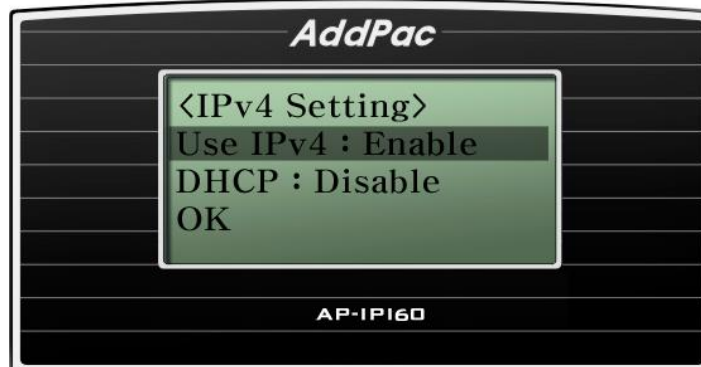 AddPac
<IPv4 Setting>
Use IPv4 : Enable
DHCP : Disable
OK
AP-IP160